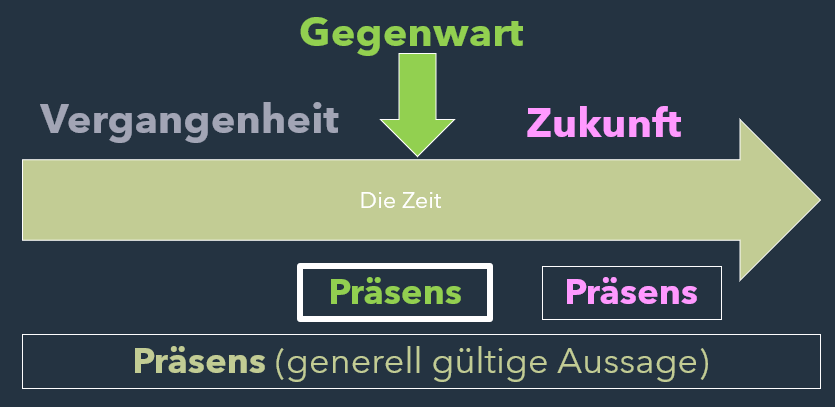 Gegenwart
Vergangenheit
Zukunft
Die Zeit
Präsens
Präsens
Präsens (generell gültige Aussage)